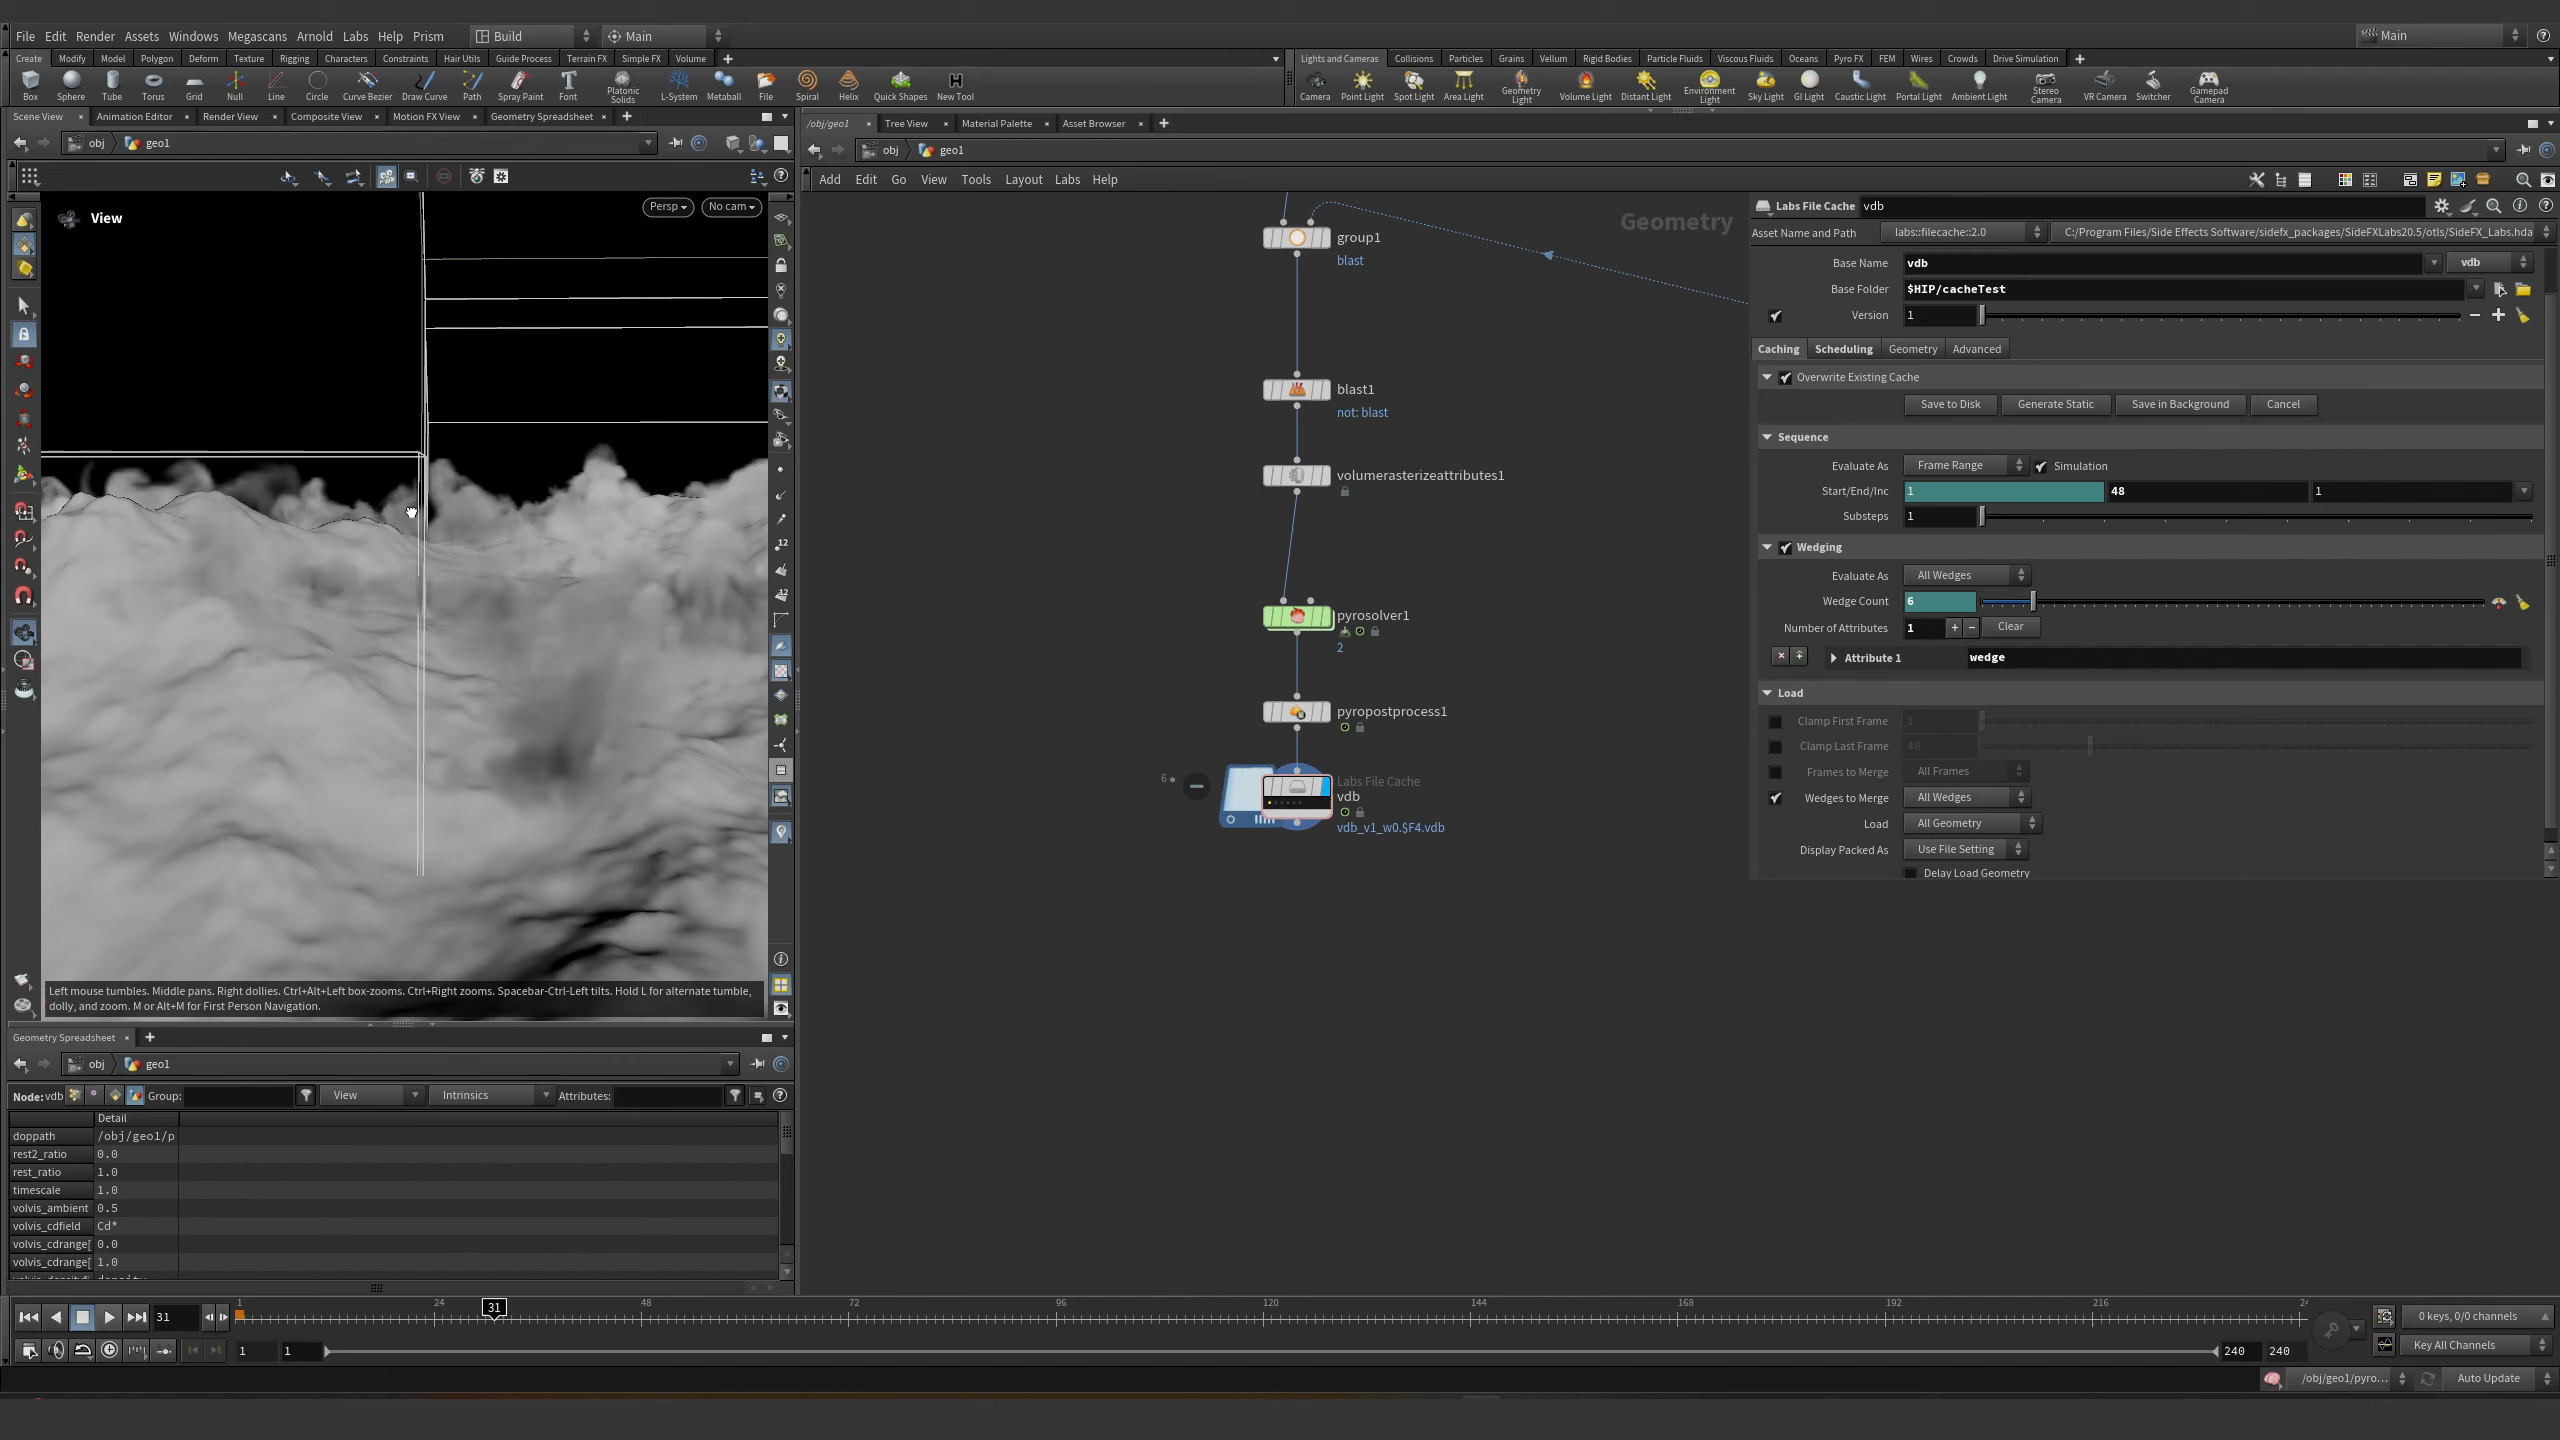 File Edit Render Assets Windows Megascans Arnold Labs Help Prism Build Main Main
Create Modify Model Polygon Deform Texture Rigging Characters Constraints Hair Utils Guide Process Terrain FX Simple FX Volume
Lights and Cameras Collisions Particles Grains Vellum Rigid Bodies Particle Fluids Viscous Fluids Oceans Pyro FX FEM Wires Crowds Drive Simulation
Box Sphere Tube Torus Grid Null Line Circle Curve Bezier Draw Curve Path Spray Paint Font Platonic Solids L-System Metaball File Spiral Helix Quick Shapes New Tool
Camera Point Light Spot Light Area Light Geometry Light Volume Light Distant Light Environment Light Sky Light GI Light Caustic Light Portal Light Ambient Light Stereo Camera VR Camera Switcher Gamepad Camera
Scene View Animation Editor Render View Composite View Motion FX View Geometry Spreadsheet
obj geo1
View
Persp No cam
Left mouse tumbles. Middle pans. Right dollies. Ctrl+Alt+Left box-zooms. Ctrl+Right zooms. Spacebar-Ctrl-Left tilts. Hold L for alternate tumble,
dolly, and zoom. M or Alt+M for First Person Navigation.
/obj/geo1 Tree View Material Palette Asset Browser
obj geo1
Add Edit Go View Tools Layout Labs Help
Geometry
group1
blast
blast1
not: blast
volumerasterizeattributes1
pyrosolver1
2
pyropostprocess1
6
Labs File Cache
vdb
vdb_v1_w0.$F4.vdb
Labs File Cache vdb
Asset Name and Path labs::filecache::2.0 C:/Program Files/Side Effects Software/sidefx_packages/SideFXLabs20.5/otls/SideFX_Labs.hda
Base Name vdb vdb
Base Folder $HIP/cacheTest
Version 1
Caching Scheduling Geometry Advanced
Overwrite Existing Cache
Save to Disk Generate Static Save in Background Cancel
Sequence
Evaluate As Frame Range Simulation
Start/End/Inc 1 48 1
Substeps 1
Wedging
Evaluate As All Wedges
Wedge Count 6
Number of Attributes 1 Clear
Attribute 1 wedge
Load
Clamp First Frame 1
Clamp Last Frame 48
Frames to Merge All Frames
Wedges to Merge All Wedges
Load All Geometry
Display Packed As Use File Setting
Delay Load Geometry
Geometry Spreadsheet
obj geo1
Node: vdb Group: View Intrinsics Attributes:
Detail
doppath /obj/geo1/p
rest2_ratio 0.0
rest_ratio 1.0
timescale 1.0
volvis_ambient 0.5
volvis_cdfield Cd*
volvis_cdrange[ 0.0
volvis_cdrange[ 1.0
31 1 24 31 48 72 96 120 144 168 192 216 24
0 keys, 0/0 channels
1 1 240 240
Key All Channels
/obj/geo1/pyro... Auto Update